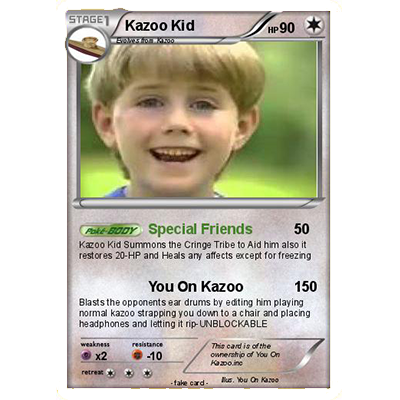 STAGE1
Kazoo Kid
HP90
Evolves from Kazoo
Poké-BODY Special Friends 50
Kazoo Kid Summons the Cringe Tribe to Aid him also it
restores 20-HP and Heals any affects except for freezing
You On Kazoo 150
Blasts the opponents ear drums by editing him playing
normal kazoo strapping you down to a chair and placing
headphones and letting it rip-UNBLOCKABLE
weakness resistance
x2 -10
retreat
This card is of the
ownership of You On
Kazoo.inc
- fake card - Illus. You On Kazoo